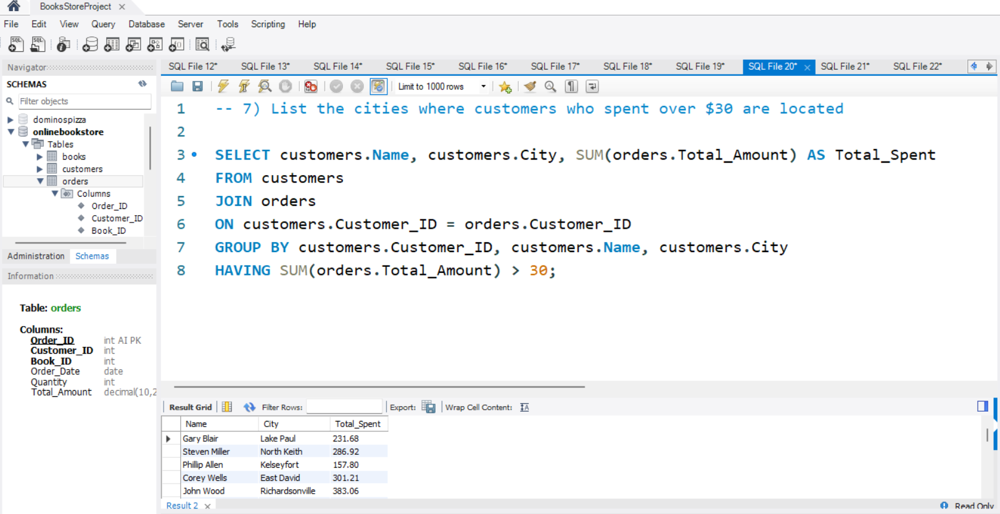 BooksStoreProject
File Edit View Query Database Server Tools Scripting Help
Navigator
SCHEMAS
Filter objects
dominospizza
onlinebookstore
Tables
books
customers
orders
Columns
Order_ID
Customer_ID
Book_ID
Administration Schemas
Information
Table: orders
Columns:
Order_ID int AI PK
Customer_ID int
Book_ID int
Order_Date date
Quantity int
Total_Amount decimal(10,2
SQL File 12* SQL File 13* SQL File 14* SQL File 15* SQL File 16* SQL File 17* SQL File 18* SQL File 19* SQL File 20* SQL File 21* SQL File 22*
Limit to 1000 rows
1 -- 7) List the cities where customers who spent over $30 are located
2
3 SELECT customers.Name, customers.City, SUM(orders.Total_Amount) AS Total_Spent
4 FROM customers
5 JOIN orders
6 ON customers.Customer_ID = orders.Customer_ID
7 GROUP BY customers.Customer_ID, customers.Name, customers.City
8 HAVING SUM(orders.Total_Amount) > 30;
Result Grid Filter Rows: Export: Wrap Cell Content:
Name City Total_Spent
Gary Blair Lake Paul 231.68
Steven Miller North Keith 286.92
Phillip Allen Kelseyfort 157.80
Corey Wells East David 301.21
John Wood Richardsonville 383.06
Result 2 Read Only